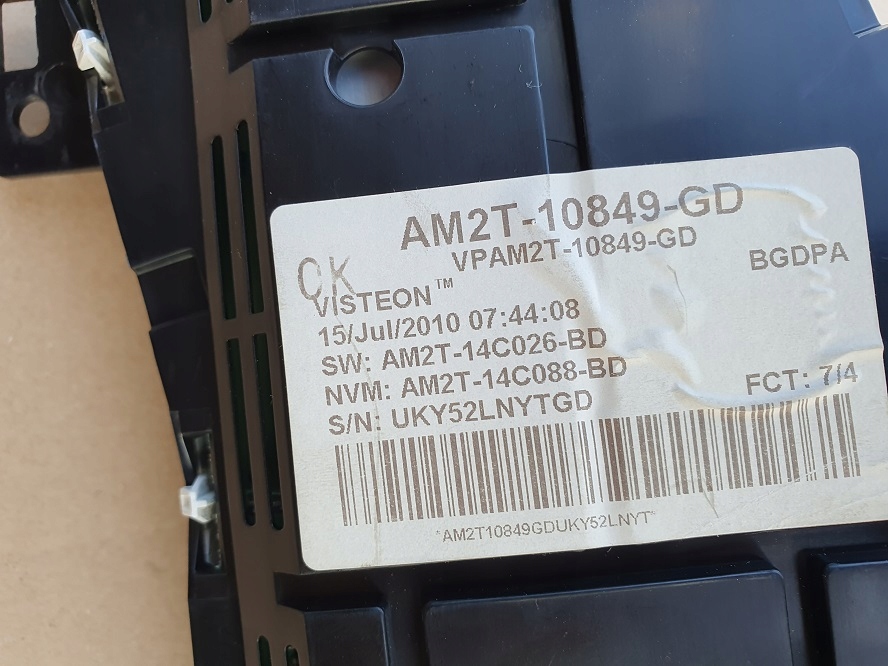 AM2T-10849-GD
VPAM2T-10849-GD
BGDPA
OK
VISTEON™
15/Jul/2010 07:44:08
SW: AM2T-14C026-BD
NVM: AM2T-14C088-BD
FCT: 7/4
S/N: UKY52LNYTGD
*AM2T10849GDUKY52LNYT*